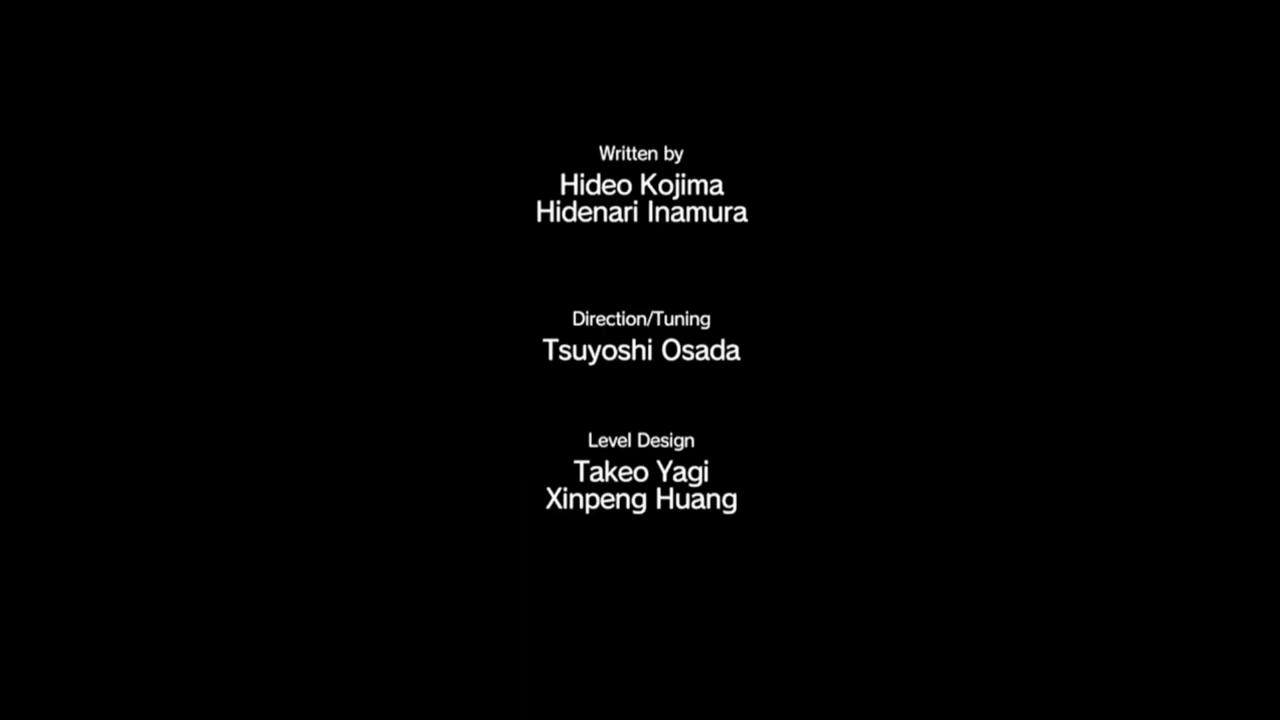 Written by
Hideo Kojima
Hidenari Inamura
Direction/Tuning
Tsuyoshi Osada
Level Design
Takeo Yagi
Xinpeng Huang